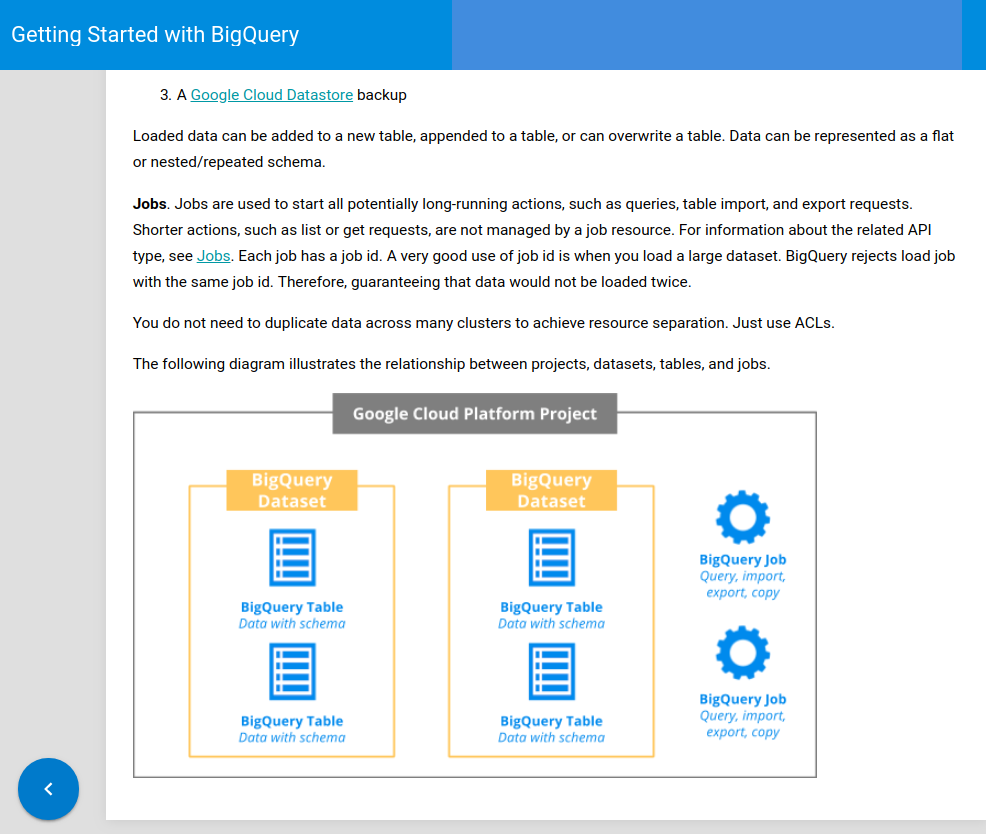 Getting Started with BigQuery
3. A Google Cloud Datastore backup
Loaded data can be added to a new table, appended to a table, or can overwrite a table. Data can be represented as a flat
or nested/repeated schema.
Jobs. Jobs are used to start all potentially long-running actions, such as queries, table import, and export requests.
Shorter actions, such as list or get requests, are not managed by a job resource. For information about the related API
type, see Jobs. Each job has a job id. A very good use of job id is when you load a large dataset. BigQuery rejects load job
with the same job id. Therefore, guaranteeing that data would not be loaded twice.
You do not need to duplicate data across many clusters to achieve resource separation. Just use ACLs.
The following diagram illustrates the relationship between projects, datasets, tables, and jobs.
Google Cloud Platform Project
BigQuery
Dataset
BigQuery Table
Data with schema
BigQuery Table
Data with schema
BigQuery
Dataset
BigQuery Table
Data with schema
BigQuery Table
Data with schema
BigQuery Job
Query, import,
export, copy
BigQuery Job
Query, import,
export, copy